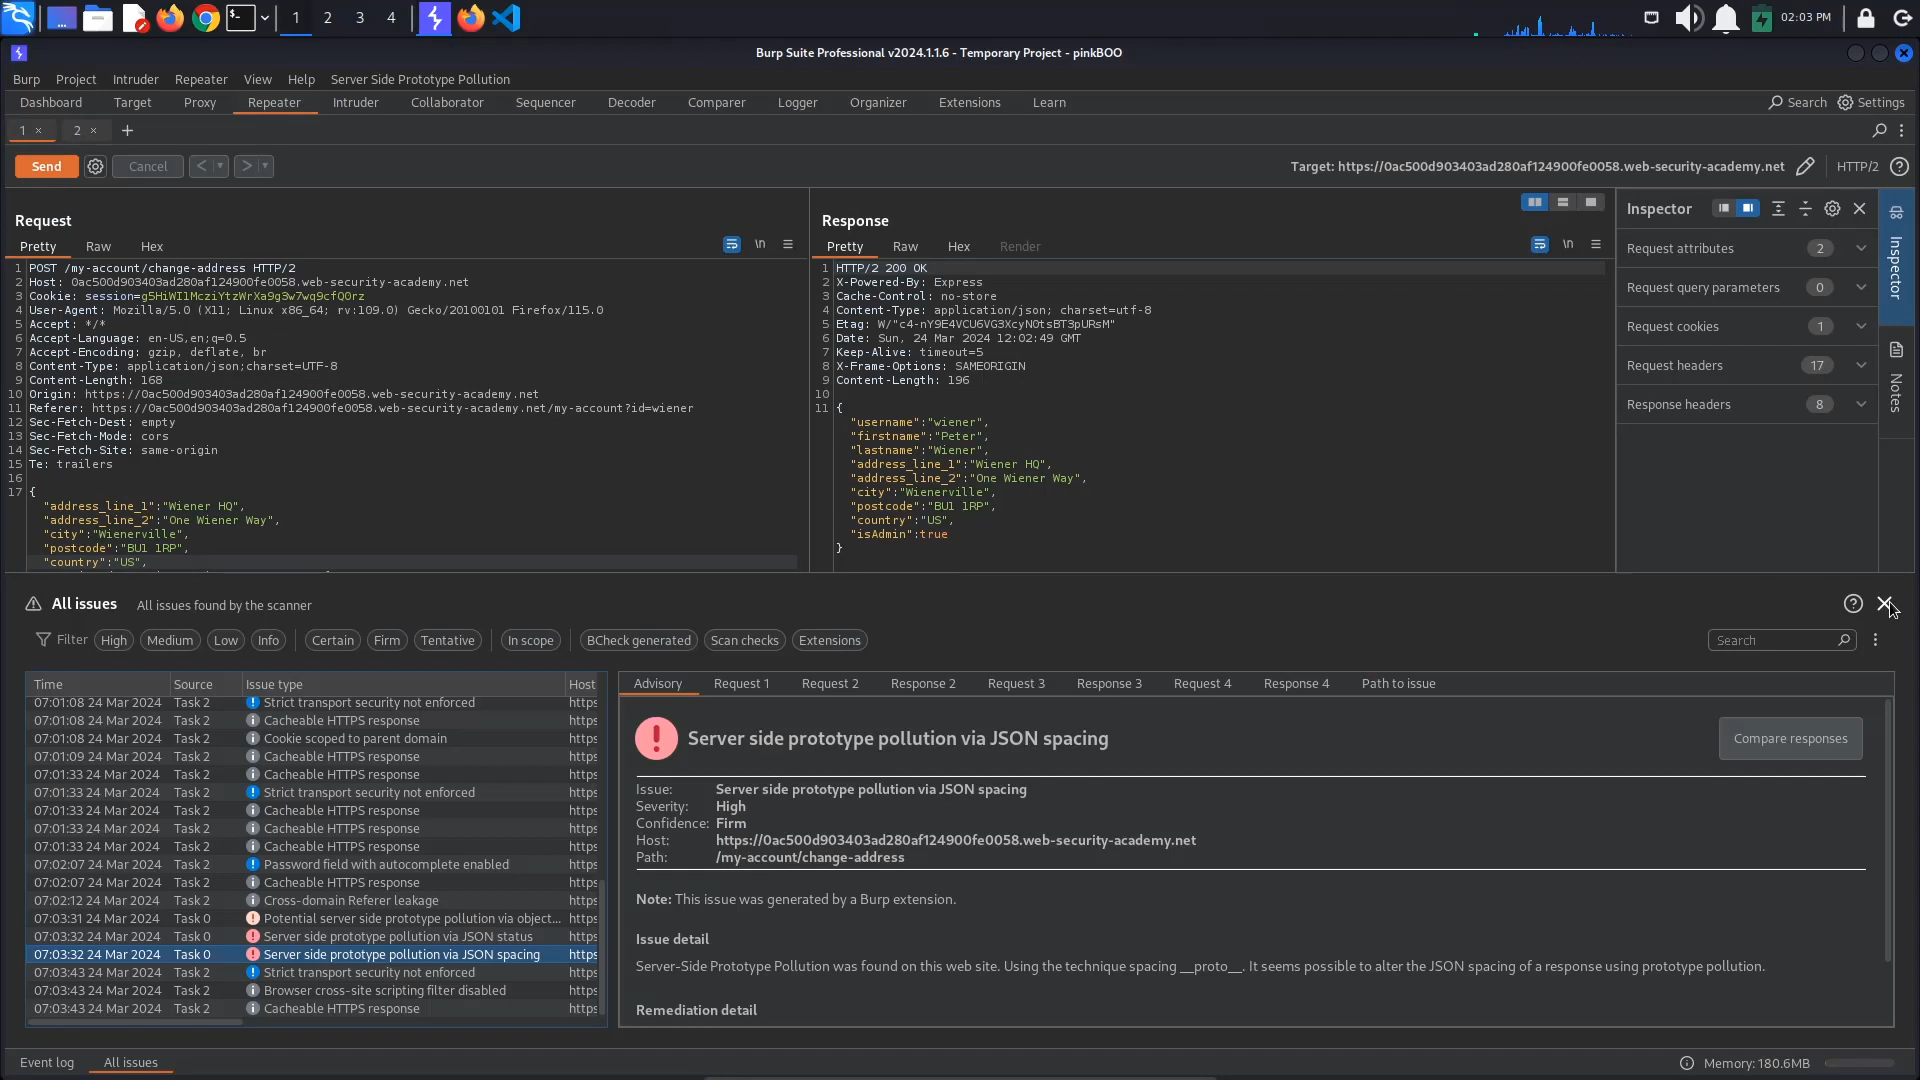 1 2 3 4
02:03 PM
Burp Suite Professional v2024.1.1.6 - Temporary Project - pinkBOO
Burp Project Intruder Repeater View Help Server Side Prototype Pollution
Dashboard Target Proxy Repeater Intruder Collaborator Sequencer Decoder Comparer Logger Organizer Extensions Learn Search Settings
1 × 2 × +
Send Cancel < > Target: https://0ac500d903403ad280af124900fe0058.web-security-academy.net HTTP/2
Request
Pretty Raw Hex \n
1 POST /my-account/change-address HTTP/2
2 Host: 0ac500d903403ad280af124900fe0058.web-security-academy.net
3 Cookie: session=g5HiWI1McziYtzWrXa9g3w7wq9cfQ0rz
4 User-Agent: Mozilla/5.0 (X11; Linux x86_64; rv:109.0) Gecko/20100101 Firefox/115.0
5 Accept: */*
6 Accept-Language: en-US,en;q=0.5
7 Accept-Encoding: gzip, deflate, br
8 Content-Type: application/json;charset=UTF-8
9 Content-Length: 168
10 Origin: https://0ac500d903403ad280af124900fe0058.web-security-academy.net
11 Referer: https://0ac500d903403ad280af124900fe0058.web-security-academy.net/my-account?id=wiener
12 Sec-Fetch-Dest: empty
13 Sec-Fetch-Mode: cors
14 Sec-Fetch-Site: same-origin
15 Te: trailers
16
17 {
"address_line_1":"Wiener HQ",
"address_line_2":"One Wiener Way",
"city":"Wienerville",
"postcode":"BU1 1RP",
"country":"US",
Response
Pretty Raw Hex Render \n
1 HTTP/2 200 OK
2 X-Powered-By: Express
3 Cache-Control: no-store
4 Content-Type: application/json; charset=utf-8
5 Etag: W/"c4-nY9E4VCU6VG3XcyNOtsBT3pURsM"
6 Date: Sun, 24 Mar 2024 12:02:49 GMT
7 Keep-Alive: timeout=5
8 X-Frame-Options: SAMEORIGIN
9 Content-Length: 196
10
11 {
"username":"wiener",
"firstname":"Peter",
"lastname":"Wiener",
"address_line_1":"Wiener HQ",
"address_line_2":"One Wiener Way",
"city":"Wienerville",
"postcode":"BU1 1RP",
"country":"US",
"isAdmin":true
}
Inspector
Request attributes 2
Request query parameters 0
Request cookies 1
Request headers 17
Response headers 8
Inspector
Notes
All issues All issues found by the scanner
Filter High Medium Low Info Certain Firm Tentative In scope BCheck generated Scan checks Extensions Search
Time Source Issue type Host
07:01:08 24 Mar 2024 Task 2 Strict transport security not enforced https
07:01:08 24 Mar 2024 Task 2 Cacheable HTTPS response https
07:01:08 24 Mar 2024 Task 2 Cookie scoped to parent domain https
07:01:09 24 Mar 2024 Task 2 Cacheable HTTPS response https
07:01:33 24 Mar 2024 Task 2 Cacheable HTTPS response https
07:01:33 24 Mar 2024 Task 2 Strict transport security not enforced https
07:01:33 24 Mar 2024 Task 2 Cacheable HTTPS response https
07:01:33 24 Mar 2024 Task 2 Cacheable HTTPS response https
07:01:33 24 Mar 2024 Task 2 Cacheable HTTPS response https
07:02:07 24 Mar 2024 Task 2 Password field with autocomplete enabled https
07:02:07 24 Mar 2024 Task 2 Cacheable HTTPS response https
07:02:12 24 Mar 2024 Task 2 Cross-domain Referer leakage https
07:03:31 24 Mar 2024 Task 0 Potential server side prototype pollution via object... https
07:03:32 24 Mar 2024 Task 0 Server side prototype pollution via JSON status https
07:03:32 24 Mar 2024 Task 0 Server side prototype pollution via JSON spacing https
07:03:43 24 Mar 2024 Task 2 Strict transport security not enforced https
07:03:43 24 Mar 2024 Task 2 Browser cross-site scripting filter disabled https
07:03:43 24 Mar 2024 Task 2 Cacheable HTTPS response https
Advisory Request 1 Request 2 Response 2 Request 3 Response 3 Request 4 Response 4 Path to issue
Server side prototype pollution via JSON spacing
Compare responses
Issue: Server side prototype pollution via JSON spacing
Severity: High
Confidence: Firm
Host: https://0ac500d903403ad280af124900fe0058.web-security-academy.net
Path: /my-account/change-address
Note: This issue was generated by a Burp extension.
Issue detail
Server-Side Prototype Pollution was found on this web site. Using the technique spacing __proto__. It seems possible to alter the JSON spacing of a response using prototype pollution.
Remediation detail
Event log All issues Memory: 180.6MB